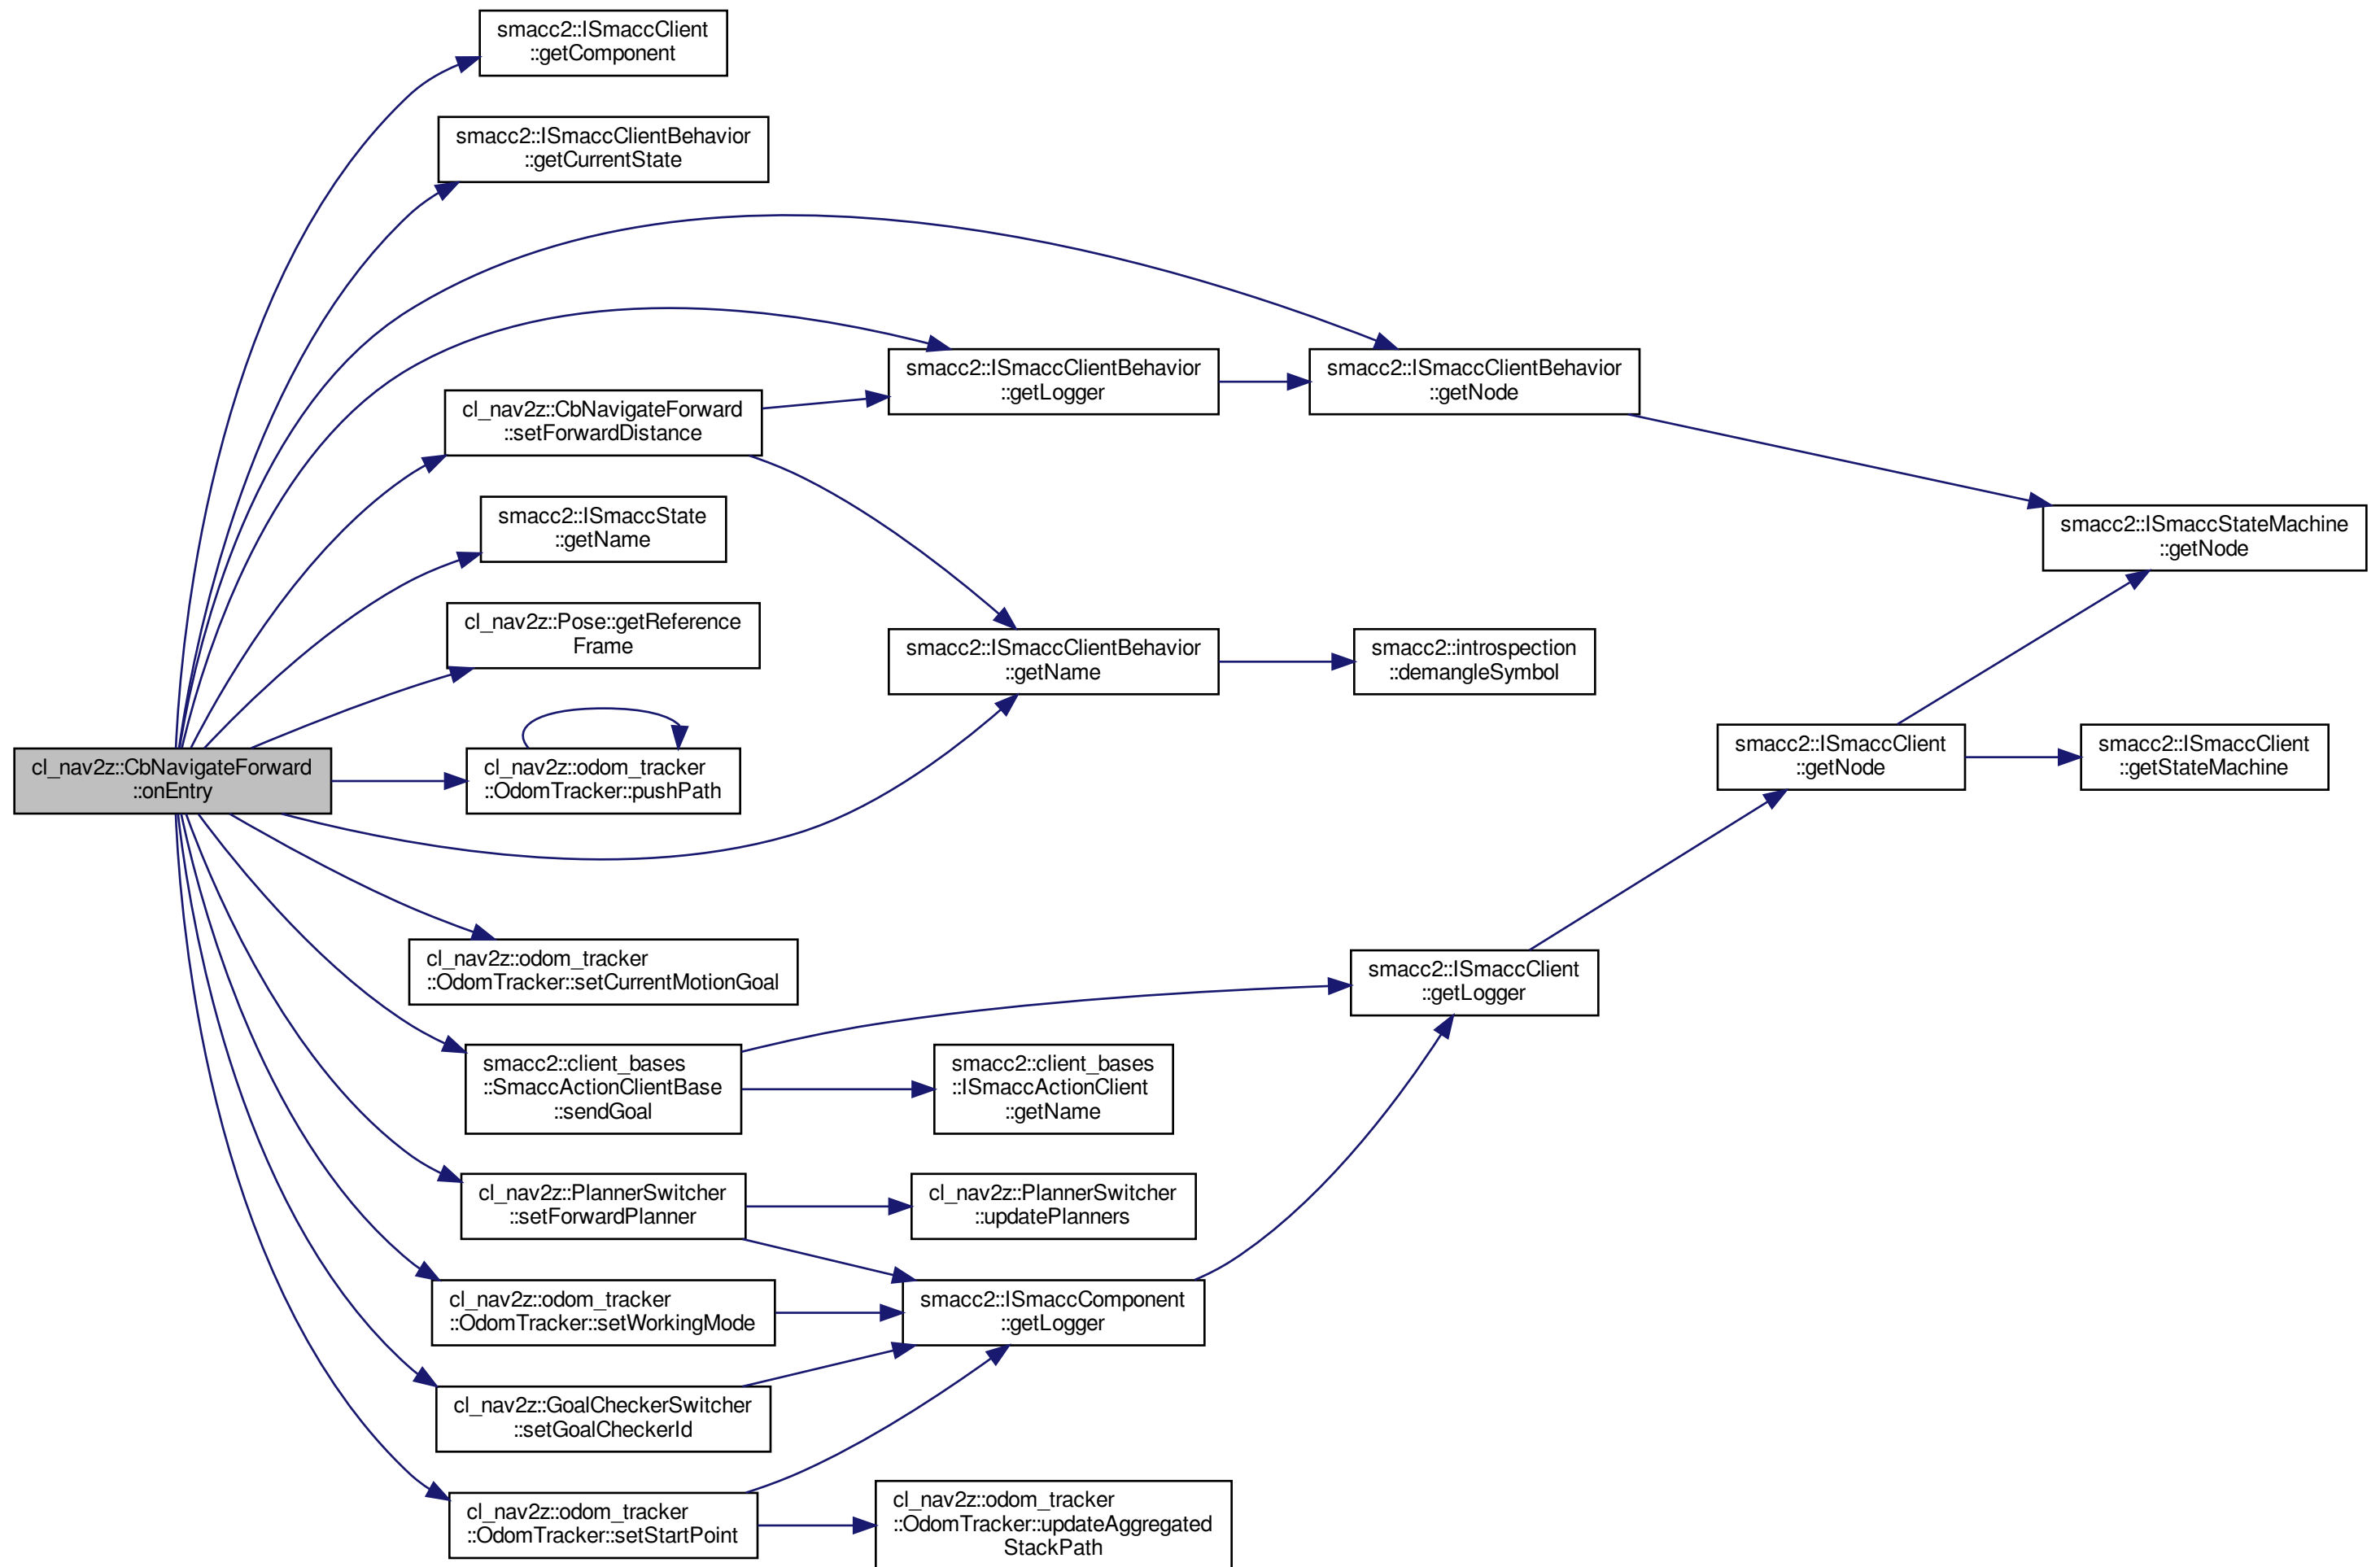 smacc2::ISmaccClient
::getComponent
smacc2::ISmaccClientBehavior
::getCurrentState
smacc2::ISmaccClientBehavior
::getLogger
smacc2::ISmaccClientBehavior
::getNode
cl_nav2z::CbNavigateForward
::setForwardDistance
smacc2::ISmaccState
::getName
smacc2::ISmaccStateMachine
::getNode
cl_nav2z::Pose::getReference
Frame
smacc2::ISmaccClientBehavior
::getName
smacc2::introspection
::demangleSymbol
cl_nav2z::CbNavigateForward
::onEntry
cl_nav2z::odom_tracker
::OdomTracker::pushPath
smacc2::ISmaccClient
::getNode
smacc2::ISmaccClient
::getStateMachine
cl_nav2z::odom_tracker
::OdomTracker::setCurrentMotionGoal
smacc2::ISmaccClient
::getLogger
smacc2::client_bases
::SmaccActionClientBase
::sendGoal
smacc2::client_bases
::ISmaccActionClient
::getName
cl_nav2z::PlannerSwitcher
::setForwardPlanner
cl_nav2z::PlannerSwitcher
::updatePlanners
cl_nav2z::odom_tracker
::OdomTracker::setWorkingMode
smacc2::ISmaccComponent
::getLogger
cl_nav2z::GoalCheckerSwitcher
::setGoalCheckerId
cl_nav2z::odom_tracker
::OdomTracker::setStartPoint
cl_nav2z::odom_tracker
::OdomTracker::updateAggregated
StackPath